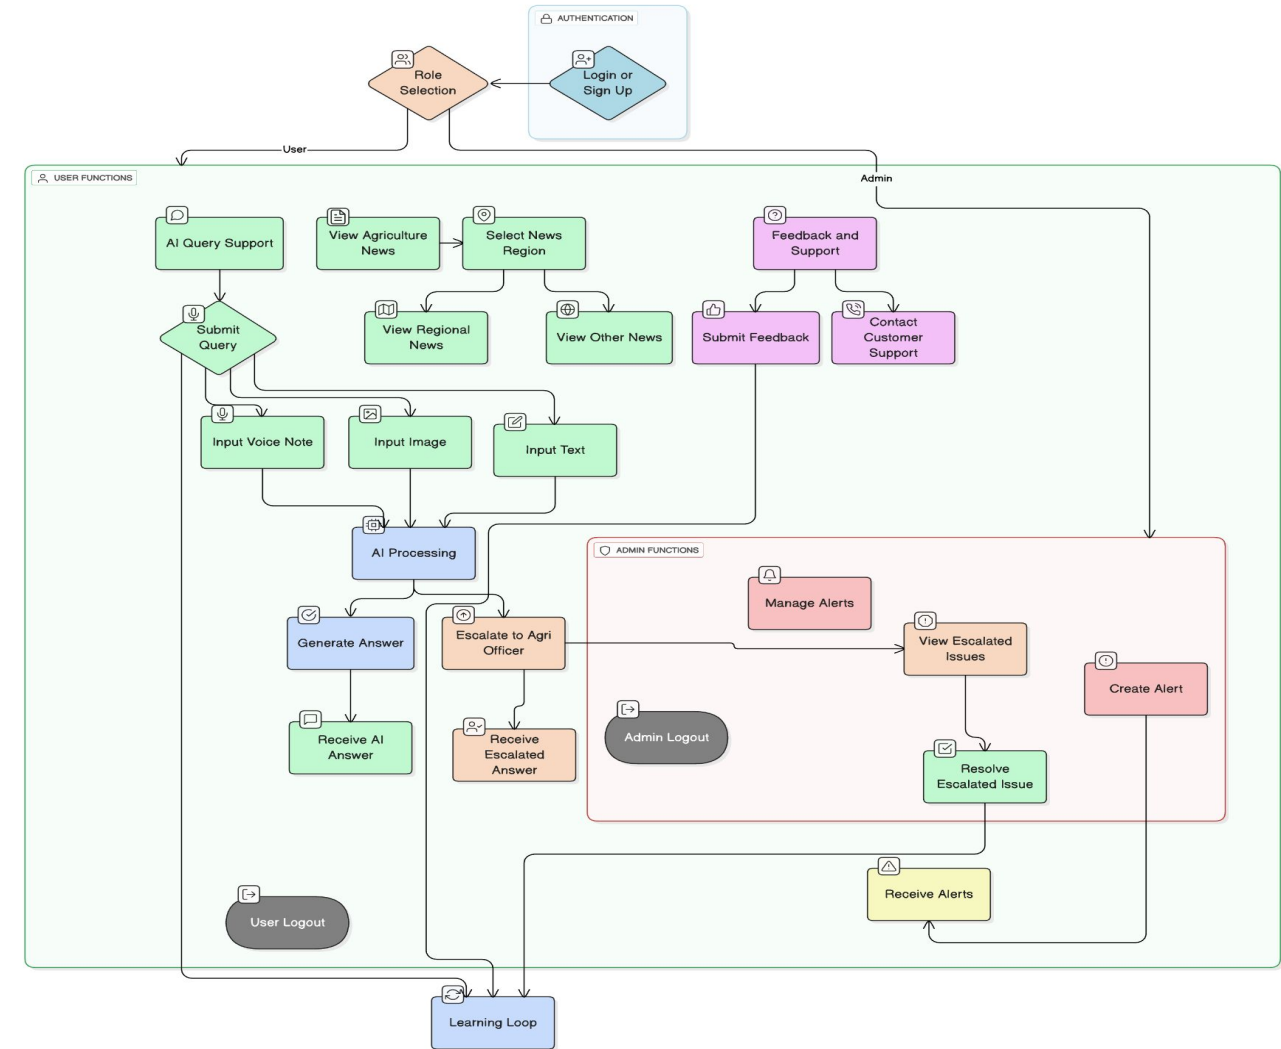 AUTHENTICATION
Role
Selection
Login or
Sign Up
User
Admin
USER FUNCTIONS
AI Query Support
View Agriculture
News
Select News
Region
Feedback and
Support
Submit
Query
View Regional
News
View Other News
Submit Feedback
Contact
Customer
Support
Input Voice Note
Input Image
Input Text
AI Processing
ADMIN FUNCTIONS
Manage Alerts
Generate Answer
Escalate to Agri
Officer
View Escalated
Issues
Create Alert
Receive AI
Answer
Receive
Escalated
Answer
Admin Logout
Resolve
Escalated Issue
Receive Alerts
User Logout
Learning Loop